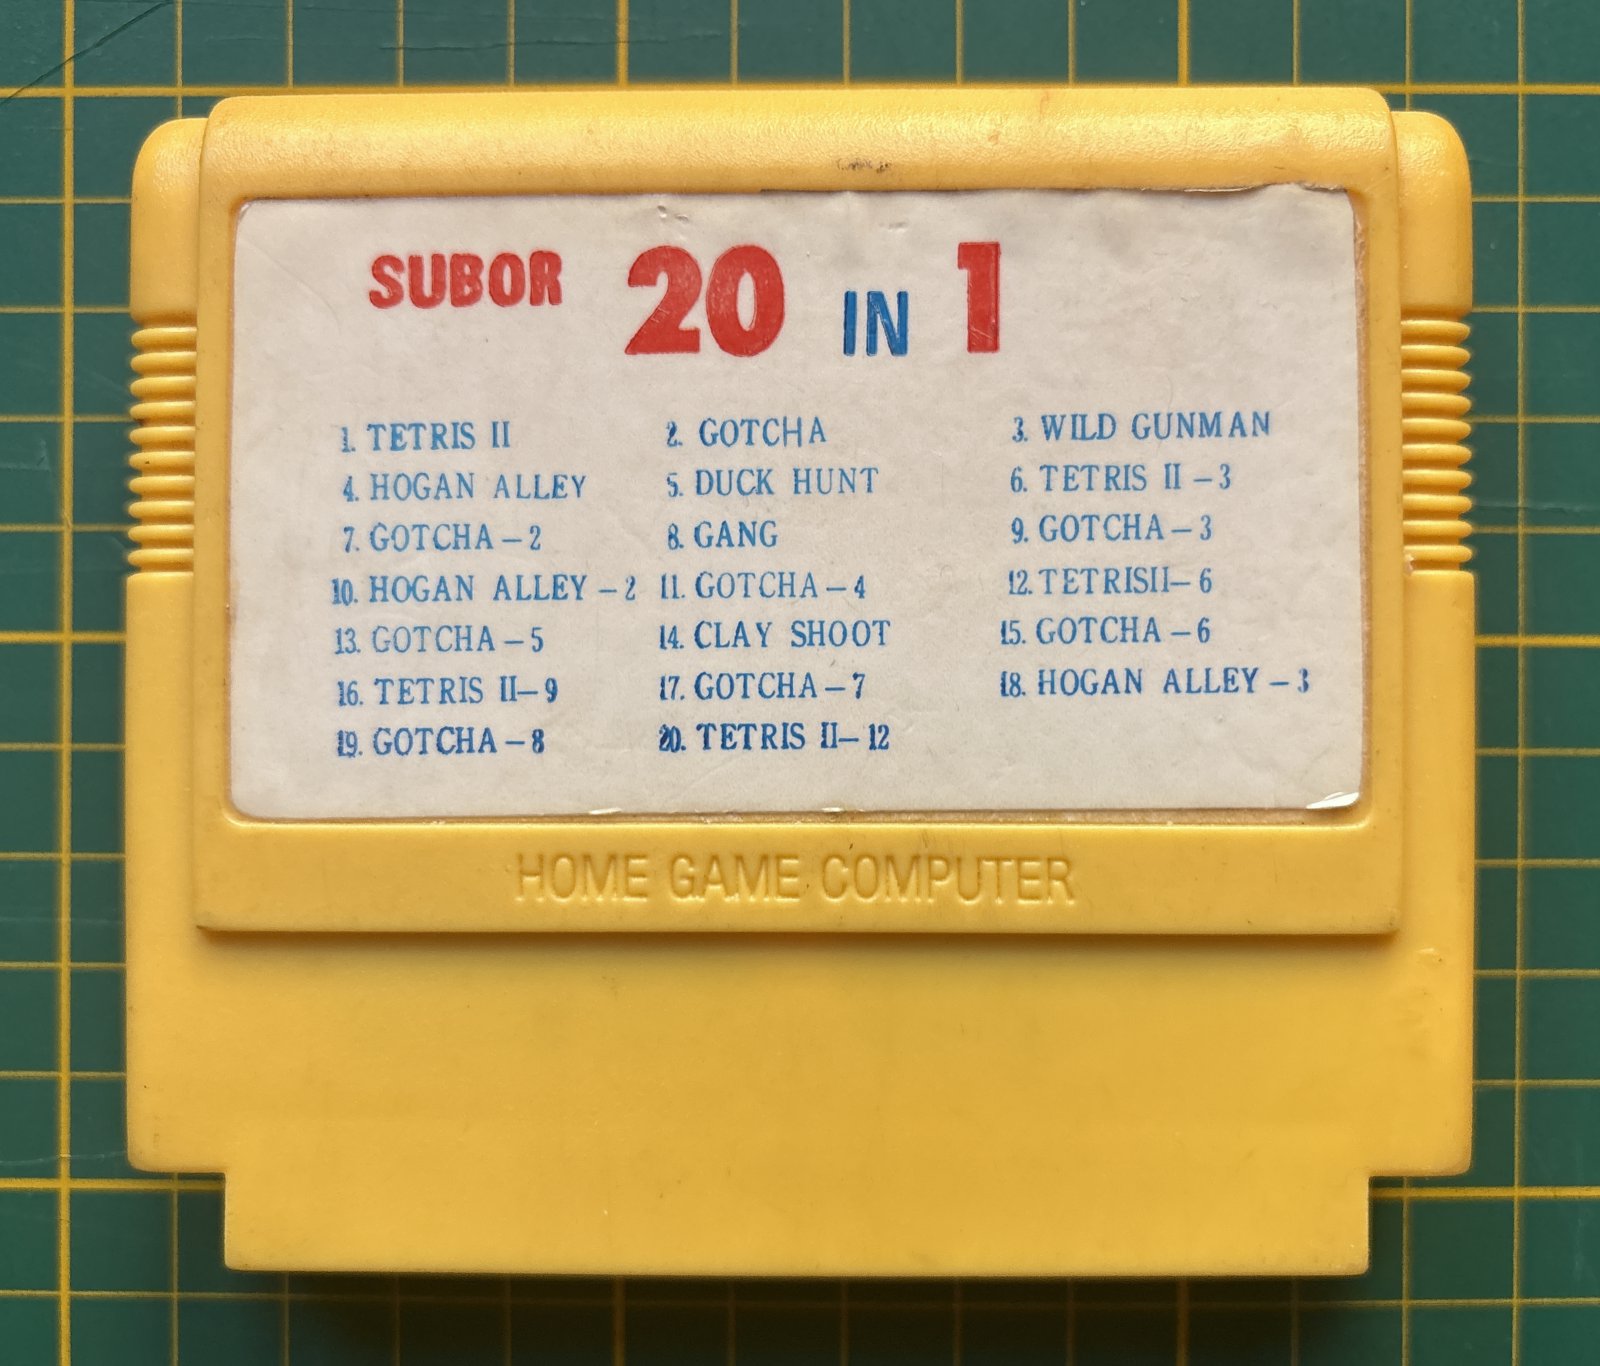 SUBOR 20 IN 1
1. TETRIS II 2. GOTCHA 3. WILD GUNMAN
4. HOGAN ALLEY 5. DUCK HUNT 6. TETRIS II – 3
7. GOTCHA – 2 8. GANG 9. GOTCHA – 3
10. HOGAN ALLEY – 2 11. GOTCHA – 4 12. TETRISII – 6
13. GOTCHA – 5 14. CLAY SHOOT 15. GOTCHA – 6
16. TETRIS II – 9 17. GOTCHA – 7 18. HOGAN ALLEY – 3
19. GOTCHA – 8 20. TETRIS II – 12
HOME GAME COMPUTER